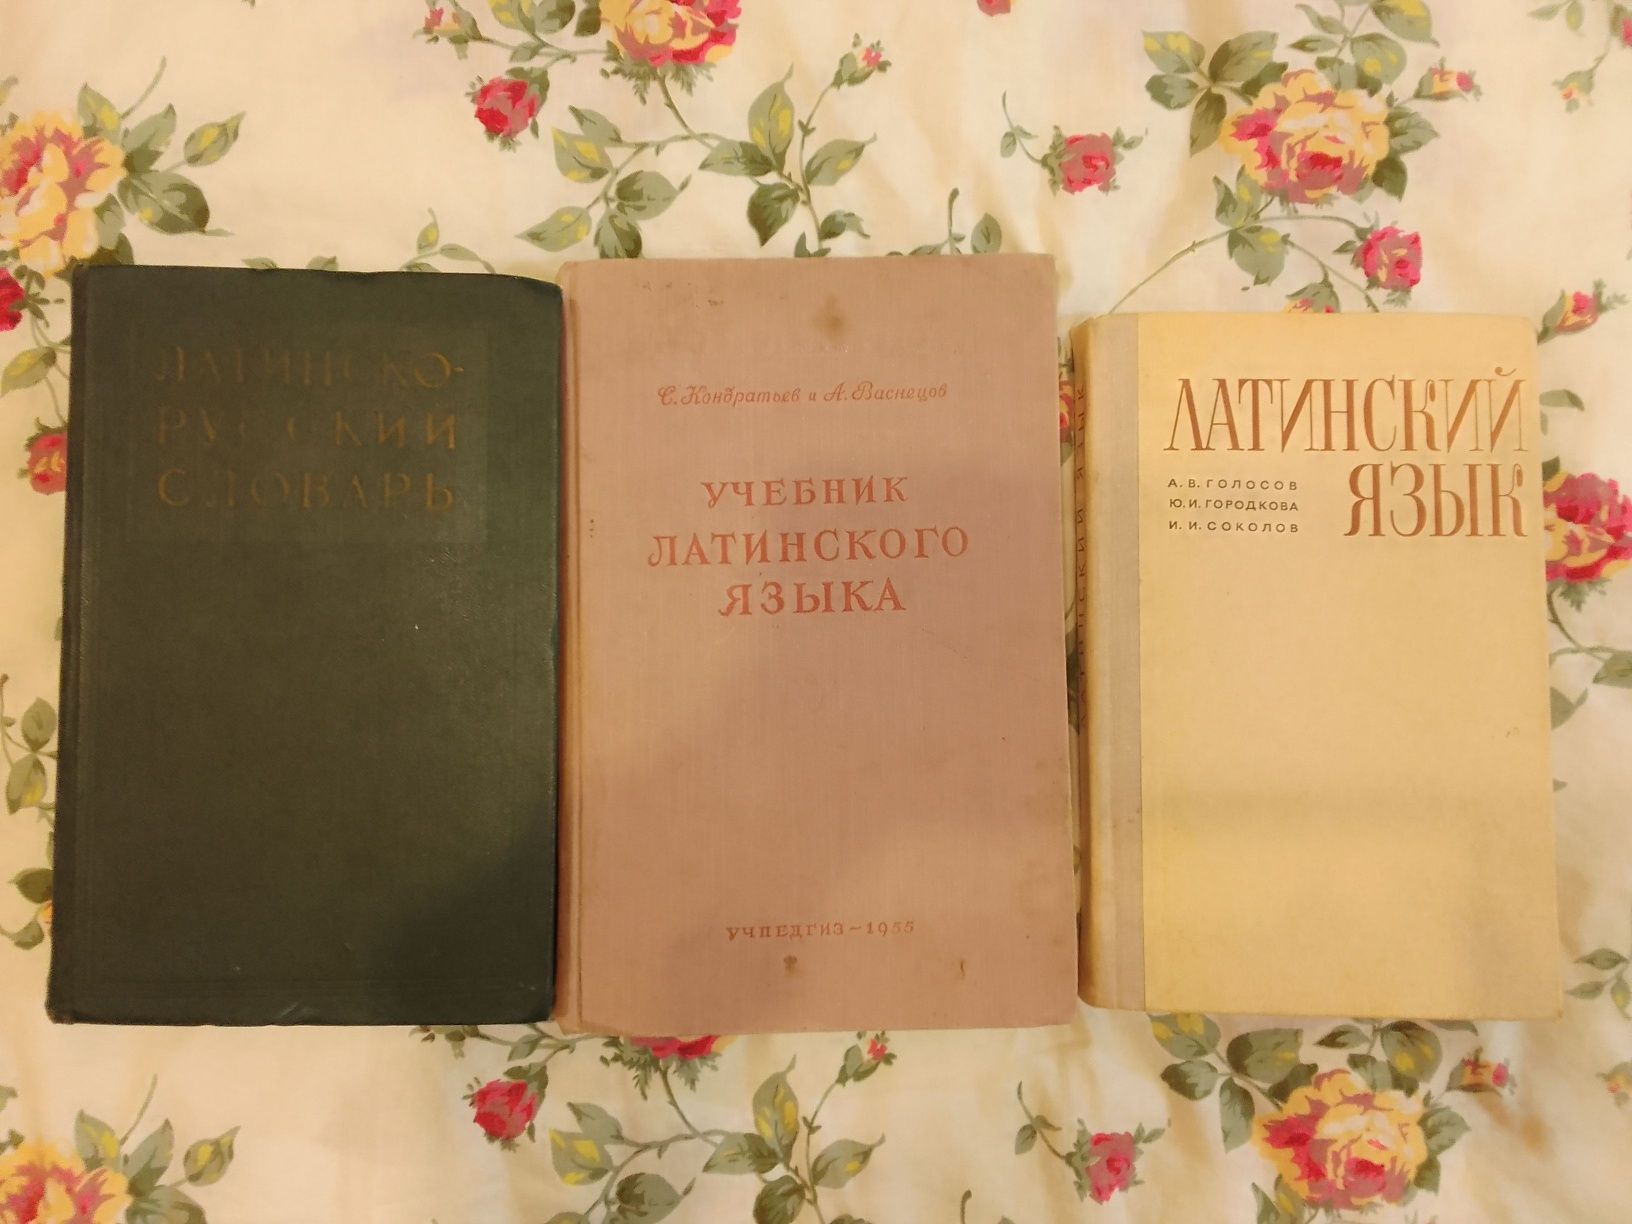 ЛАТИНСКО-
РУССКИЙ
СЛОВАРЬ
С. Кондратьев и А. Васнецов
УЧЕБНИК
ЛАТИНСКОГО
ЯЗЫКА
УЧПЕДГИЗ–1955
ЛАТИНСКИЙ ЯЗЫК
ЛАТИНСКИЙ
ЯЗЫК
А. В. ГОЛОСОВ
Ю. И. ГОРОДКОВА
И. И. СОКОЛОВ